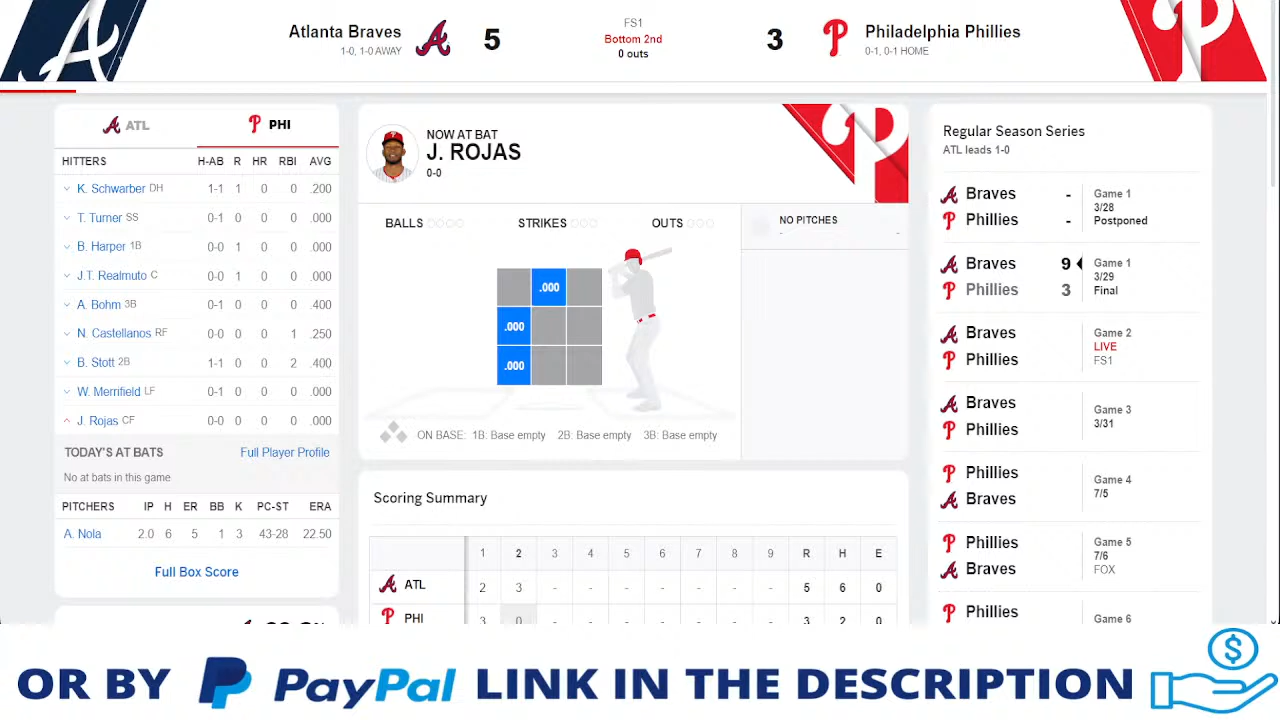 Atlanta Braves
1-0, 1-0 AWAY
5
FS1
Bottom 2nd
0 outs
3
Philadelphia Phillies
0-1, 0-1 HOME
ATL
PHI
HITTERS H-AB R HR RBI AVG
K. Schwarber DH 1-1 1 0 0 .200
T. Turner SS 0-1 0 0 0 .000
B. Harper 1B 0-0 1 0 0 .000
J.T. Realmuto C 0-0 1 0 0 .000
A. Bohm 3B 0-1 0 0 0 .400
N. Castellanos RF 0-0 0 0 1 .250
B. Stott 2B 1-1 0 0 2 .400
W. Merrifield LF 0-1 0 0 0 .000
J. Rojas CF 0-0 0 0 0 .000
TODAY'S AT BATS Full Player Profile
No at bats in this game
PITCHERS IP H ER BB K PC-ST ERA
A. Nola 2.0 6 5 1 3 43-28 22.50
Full Box Score
NOW AT BAT
J. ROJAS
0-0
BALLS STRIKES OUTS
NO PITCHES
- -
.000
.000
.000
ON BASE: 1B: Base empty 2B: Base empty 3B: Base empty
Scoring Summary
1 2 3 4 5 6 7 8 9 R H E
ATL 2 3 - - - - - - - 5 6 0
PHI 3 0 - - - - - - - 3 2 0
Regular Season Series
ATL leads 1-0
Braves - Game 1
3/28
Phillies - Postponed
Braves 9 Game 1
3/29
Phillies 3 Final
Braves Game 2
LIVE
Phillies FS1
Braves Game 3
Phillies 3/31
Phillies Game 4
Braves 7/5
Phillies Game 5
7/6
Braves FOX
Phillies Game 6
OR BY PayPal LINK IN THE DESCRIPTION